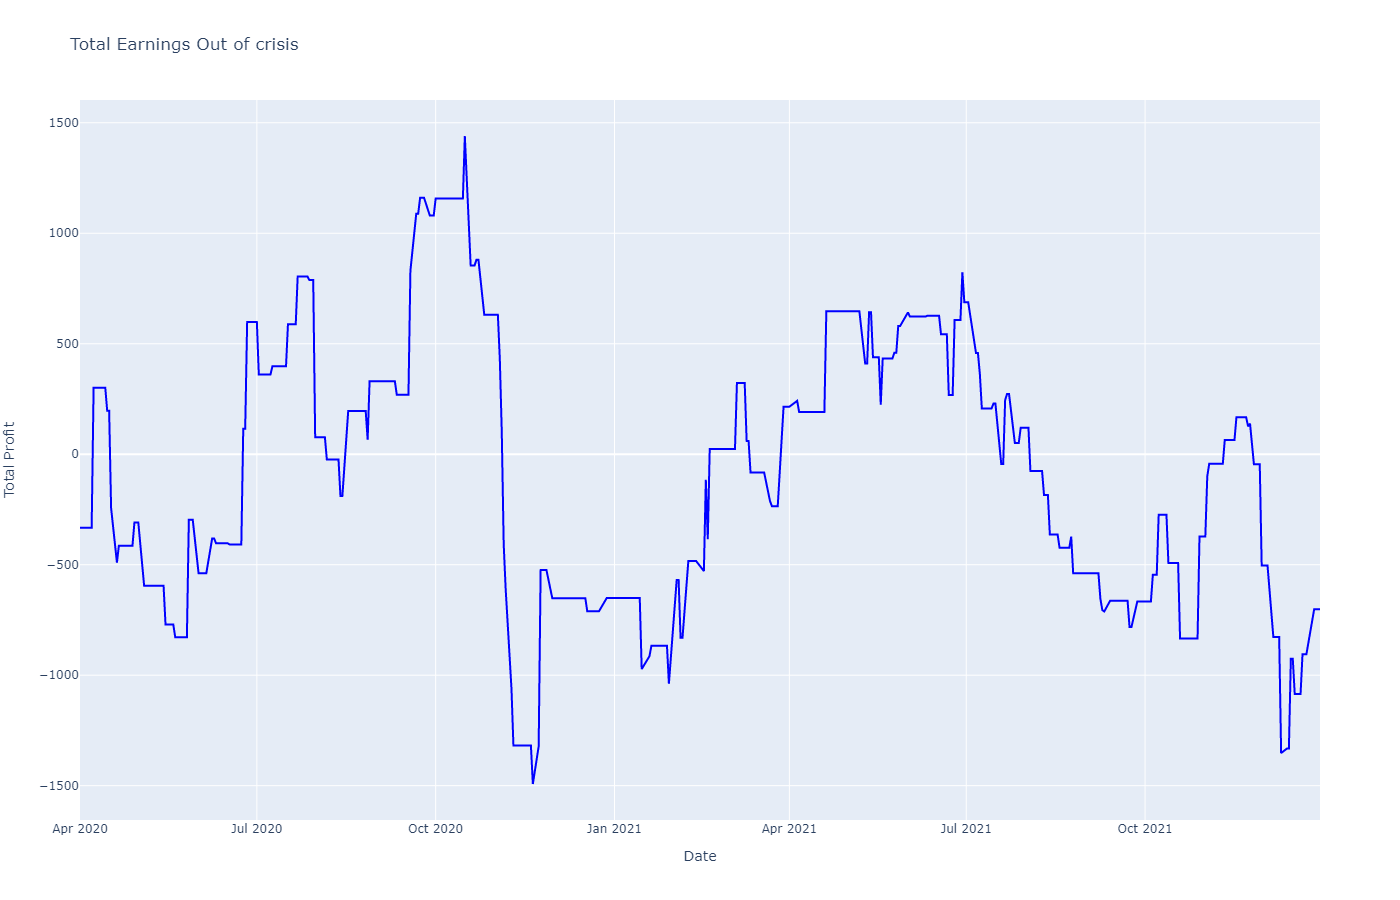 Total Earnings Out of crisis
Total Profit
1500
1000
500
0
−500
−1000
−1500
Apr 2020
Jul 2020
Oct 2020
Jan 2021
Apr 2021
Jul 2021
Oct 2021
Date